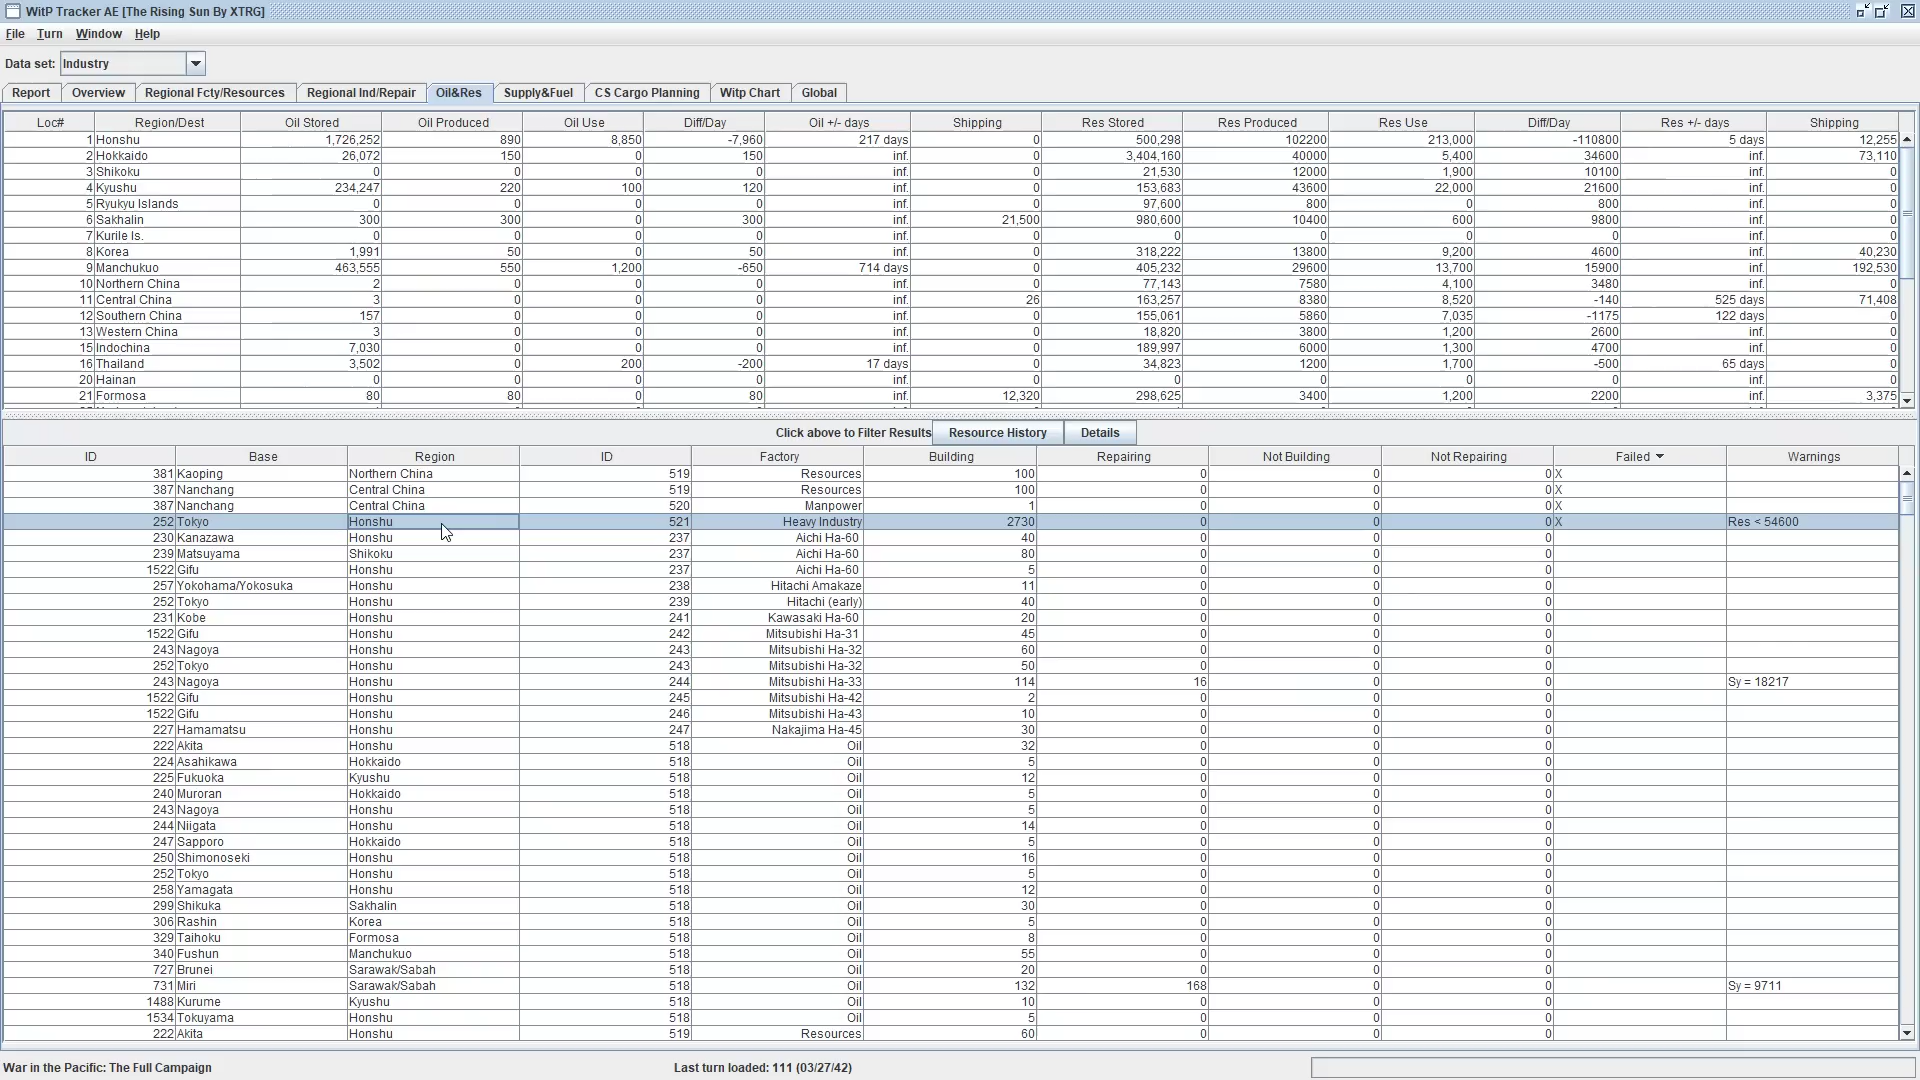 WitP Tracker AE [The Rising Sun By XTRG]
File Turn Window Help
Data set: Industry
Report Overview Regional Fcty/Resources Regional Ind/Repair Oil&Res Supply&Fuel CS Cargo Planning Witp Chart Global
Loc# Region/Dest Oil Stored Oil Produced Oil Use Diff/Day Oil +/- days Shipping Res Stored Res Produced Res Use Diff/Day Res +/- days Shipping
1 Honshu 1,726,252 890 8,850 -7,960 217 days 0 500,298 102200 213,000 -110800 5 days 12,255
2 Hokkaido 26,072 150 0 150 inf. 0 3,404,160 40000 5,400 34600 inf. 73,110
3 Shikoku 0 0 0 0 inf. 0 21,530 12000 1,900 10100 inf. 0
4 Kyushu 234,247 220 100 120 inf. 0 153,683 43600 22,000 21600 inf. 0
5 Ryukyu Islands 0 0 0 0 inf. 0 97,600 800 0 800 inf. 0
6 Sakhalin 300 300 0 300 inf. 21,500 980,600 10400 600 9800 inf. 0
7 Kurile Is. 0 0 0 0 inf. 0 0 0 0 0 inf. 0
8 Korea 1,991 50 0 50 inf. 0 318,222 13800 9,200 4600 inf. 40,230
9 Manchukuo 463,555 550 1,200 -650 714 days 0 405,232 29600 13,700 15900 inf. 192,530
10 Northern China 2 0 0 0 inf. 0 77,143 7580 4,100 3480 inf. 0
11 Central China 3 0 0 0 inf. 26 163,257 8380 8,520 -140 525 days 71,408
12 Southern China 157 0 0 0 inf. 0 155,061 5860 7,035 -1175 122 days 0
13 Western China 3 0 0 0 inf. 0 18,820 3800 1,200 2600 inf. 0
15 Indochina 7,030 0 0 0 inf. 0 189,997 6000 1,300 4700 inf. 0
16 Thailand 3,502 0 200 -200 17 days 0 34,823 1200 1,700 -500 65 days 0
20 Hainan 0 0 0 0 inf. 0 0 0 0 0 inf. 0
21 Formosa 80 80 0 80 inf. 12,320 298,625 3400 1,200 2200 inf. 3,375
Click above to Filter Results Resource History Details
ID Base Region ID Factory Building Repairing Not Building Not Repairing Failed Warnings
381 Kaoping Northern China 519 Resources 100 0 0 0 X
387 Nanchang Central China 519 Resources 100 0 0 0 X
387 Nanchang Central China 520 Manpower 1 0 0 0 X
252 Tokyo Honshu 521 Heavy Industry 2730 0 0 0 X Res < 54600
230 Kanazawa Honshu 237 Aichi Ha-60 40 0 0 0
239 Matsuyama Shikoku 237 Aichi Ha-60 80 0 0 0
1522 Gifu Honshu 237 Aichi Ha-60 5 0 0 0
257 Yokohama/Yokosuka Honshu 238 Hitachi Amakaze 11 0 0 0
252 Tokyo Honshu 239 Hitachi (early) 40 0 0 0
231 Kobe Honshu 241 Kawasaki Ha-60 20 0 0 0
1522 Gifu Honshu 242 Mitsubishi Ha-31 45 0 0 0
243 Nagoya Honshu 243 Mitsubishi Ha-32 60 0 0 0
252 Tokyo Honshu 243 Mitsubishi Ha-32 50 0 0 0
243 Nagoya Honshu 244 Mitsubishi Ha-33 114 16 0 0 Sy = 18217
1522 Gifu Honshu 245 Mitsubishi Ha-42 2 0 0 0
1522 Gifu Honshu 246 Mitsubishi Ha-43 10 0 0 0
227 Hamamatsu Honshu 247 Nakajima Ha-45 30 0 0 0
222 Akita Honshu 518 Oil 32 0 0 0
224 Asahikawa Hokkaido 518 Oil 5 0 0 0
225 Fukuoka Kyushu 518 Oil 12 0 0 0
240 Muroran Hokkaido 518 Oil 5 0 0 0
243 Nagoya Honshu 518 Oil 5 0 0 0
244 Niigata Honshu 518 Oil 14 0 0 0
247 Sapporo Hokkaido 518 Oil 5 0 0 0
250 Shimonoseki Honshu 518 Oil 16 0 0 0
252 Tokyo Honshu 518 Oil 5 0 0 0
258 Yamagata Honshu 518 Oil 12 0 0 0
299 Shikuka Sakhalin 518 Oil 30 0 0 0
306 Rashin Korea 518 Oil 5 0 0 0
329 Taihoku Formosa 518 Oil 8 0 0 0
340 Fushun Manchukuo 518 Oil 55 0 0 0
727 Brunei Sarawak/Sabah 518 Oil 20 0 0 0
731 Miri Sarawak/Sabah 518 Oil 132 168 0 0 Sy = 9711
1488 Kurume Kyushu 518 Oil 10 0 0 0
1534 Tokuyama Honshu 518 Oil 5 0 0 0
222 Akita Honshu 519 Resources 60 0 0 0
War in the Pacific: The Full Campaign Last turn loaded: 111 (03/27/42)